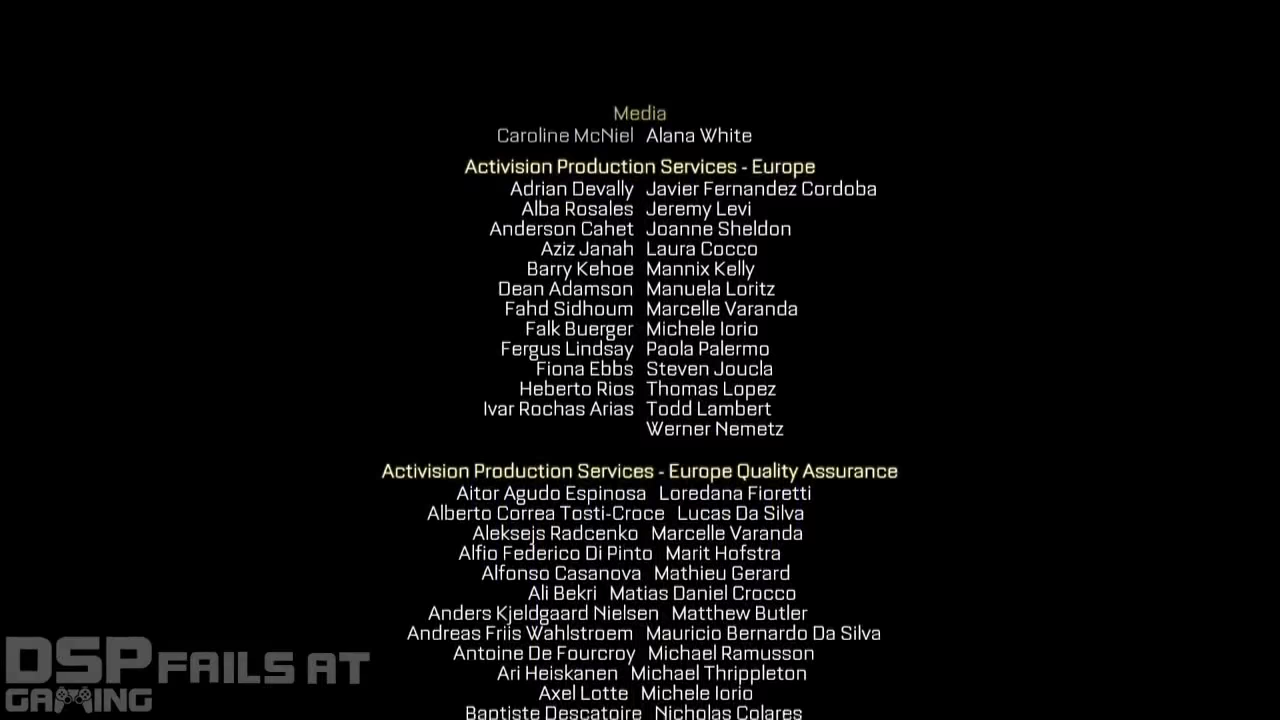 Media
Caroline McNiel Alana White
Activision Production Services - Europe
Adrian Devally Javier Fernandez Cordoba
Alba Rosales Jeremy Levi
Anderson Cahet Joanne Sheldon
Aziz Janah Laura Cocco
Barry Kehoe Mannix Kelly
Dean Adamson Manuela Loritz
Fahd Sidhoum Marcelle Varanda
Falk Buerger Michele Iorio
Fergus Lindsay Paola Palermo
Fiona Ebbs Steven Joucla
Heberto Rios Thomas Lopez
Ivar Rochas Arias Todd Lambert
Werner Nemetz
Activision Production Services - Europe Quality Assurance
Aitor Agudo Espinosa Loredana Fioretti
Alberto Correa Tosti-Croce Lucas Da Silva
Aleksejs Radcenko Marcelle Varanda
Alfio Federico Di Pinto Marit Hofstra
Alfonso Casanova Mathieu Gerard
Ali Bekri Matias Daniel Crocco
Anders Kjeldgaard Nielsen Matthew Butler
Andreas Friis Wahlstroem Mauricio Bernardo Da Silva
Antoine De Fourcroy Michael Ramusson
Ari Heiskanen Michael Thrippleton
Axel Lotte Michele Iorio
Baptiste Descatoire Nicholas Colares
DSP FAILS AT
GAMING